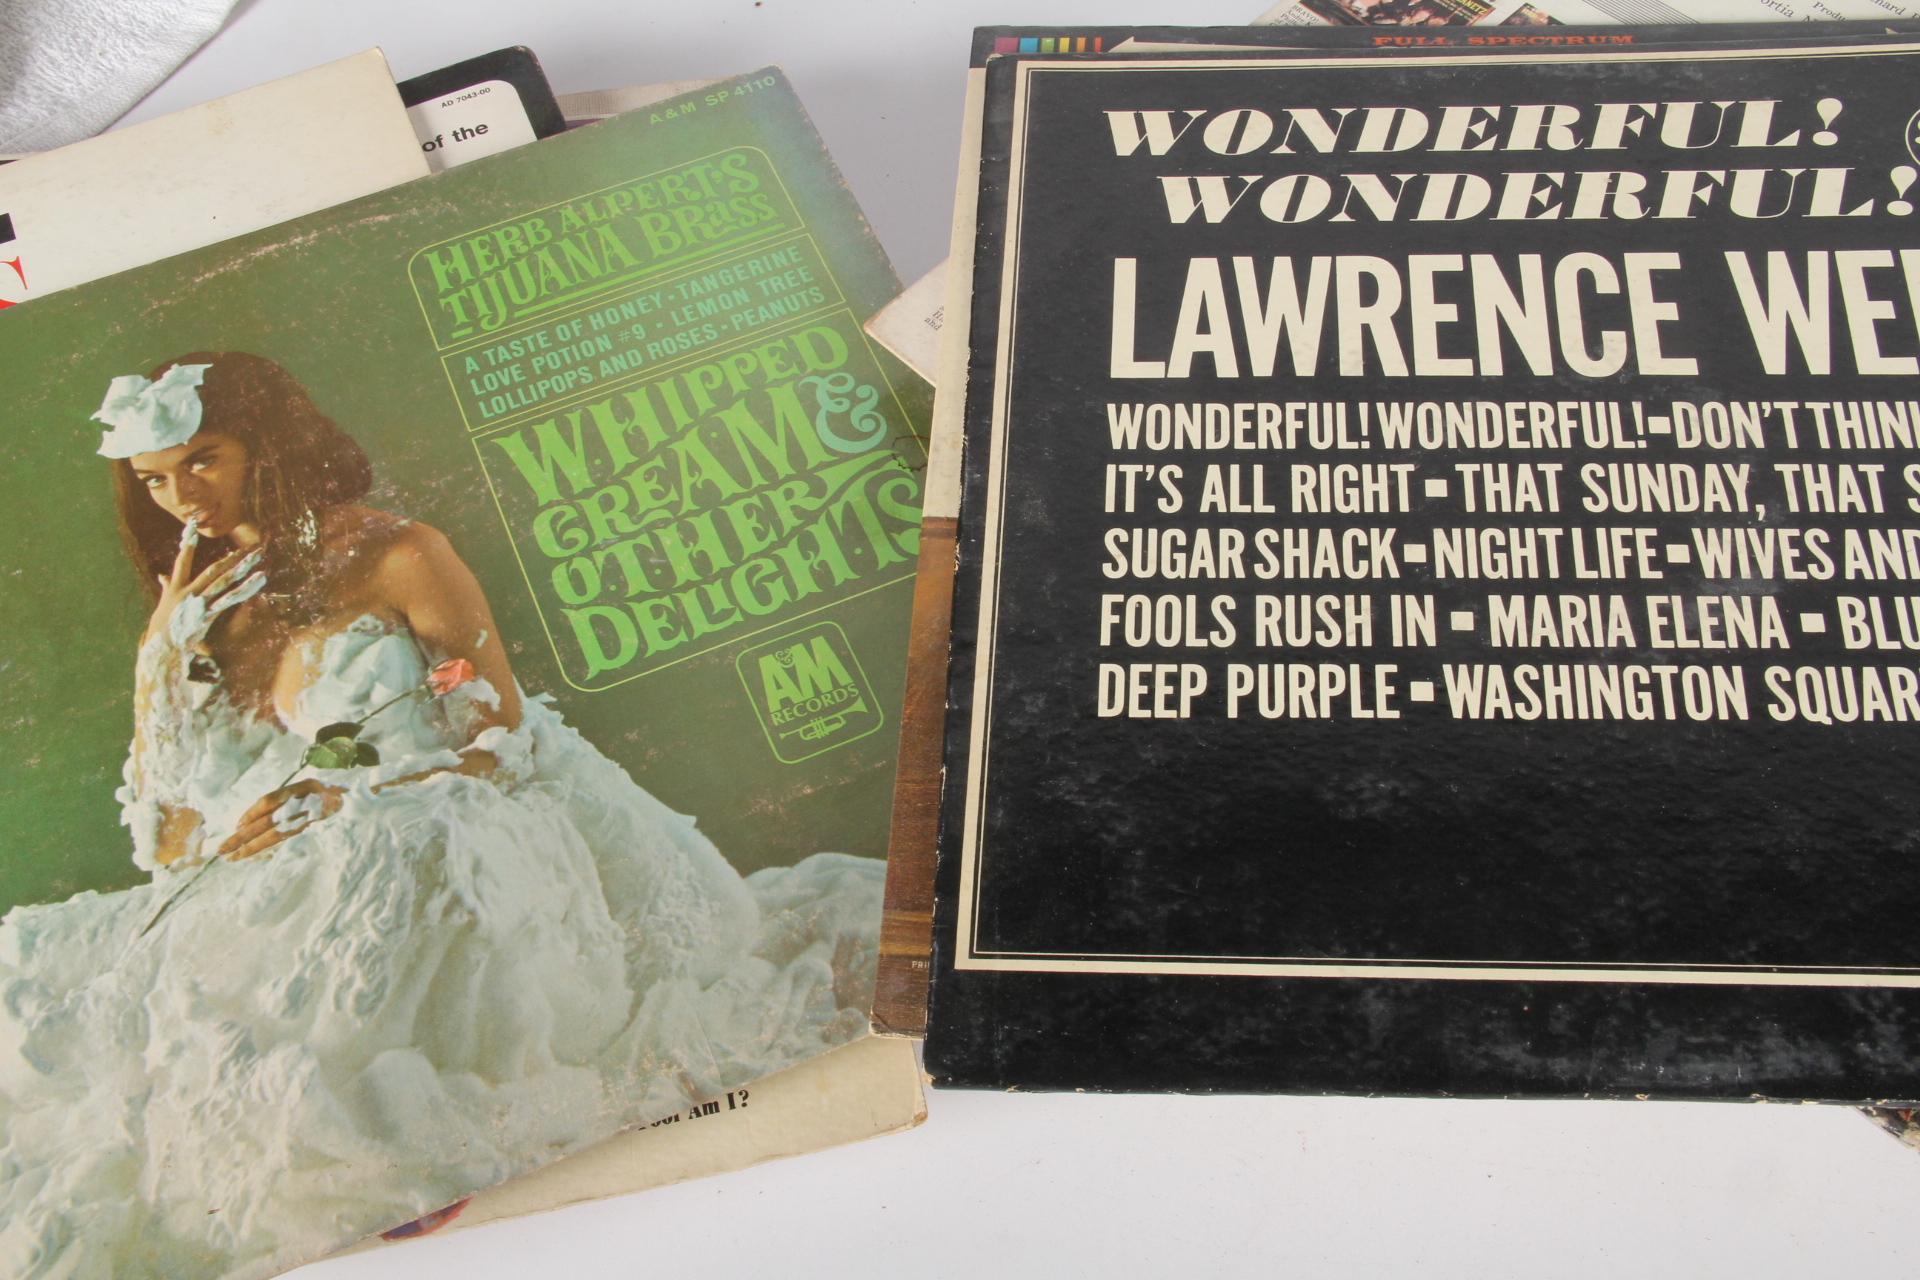 AD 7043-00
of the
A & M SP 4110
HERB ALPERT'S
TIJUANA BRASS
A TASTE OF HONEY · TANGERINE
LOVE POTION #9 · LEMON TREE
LOLLIPOPS AND ROSES · PEANUTS
WHIPPED
CREAM &
OTHER
DELIGHTS
A&M
RECORDS
Am I?
FULL SPECTRUM
WONDERFUL!
WONDERFUL!
LAWRENCE WE
WONDERFUL! WONDERFUL!-DON'T THIN
IT'S ALL RIGHT - THAT SUNDAY, THAT S
SUGAR SHACK-NIGHT LIFE-WIVES AND
FOOLS RUSH IN - MARIA ELENA - BLU
DEEP PURPLE - WASHINGTON SQUAR